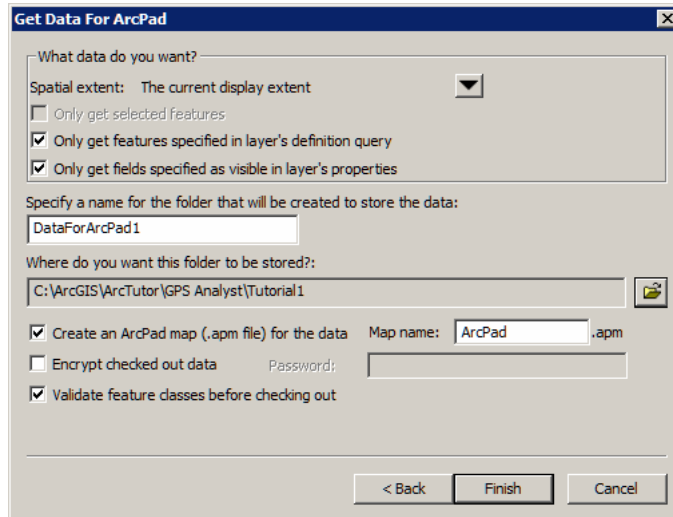 Get Data For ArcPad
What data do you want?
Spatial extent: The current display extent
Only get selected features
Only get features specified in layer's definition query
Only get fields specified as visible in layer's properties
Specify a name for the folder that will be created to store the data:
DataForArcPad1
Where do you want this folder to be stored?:
C:\ArcGIS\ArcTutor\GPS Analyst\Tutorial1
Create an ArcPad map (.apm file) for the data Map name: ArcPad .apm
Encrypt checked out data Password:
Validate feature classes before checking out
< Back Finish Cancel